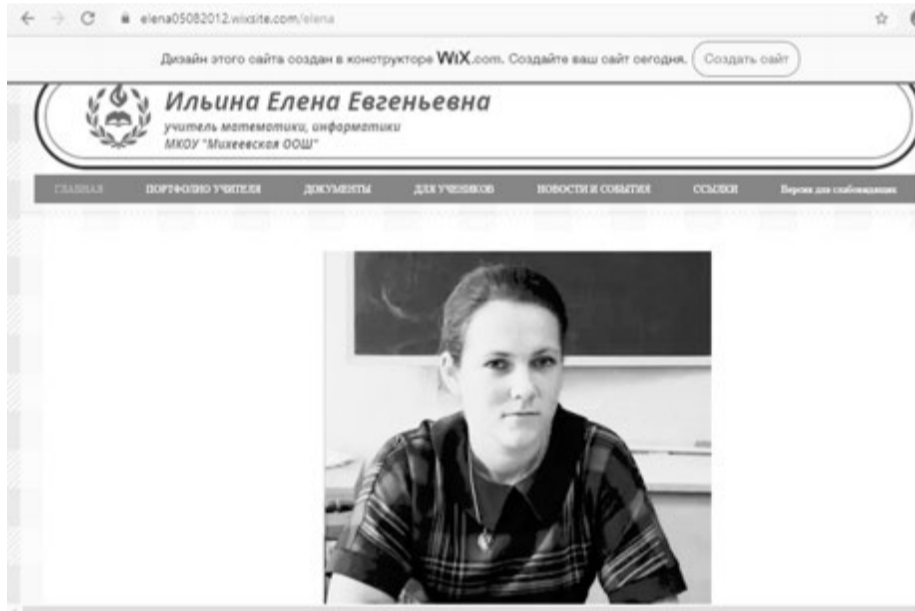 elena05082012.wixsite.com/elena
Дизайн этого сайта создан в конструкторе WiX.com. Создайте ваш сайт сегодня. Создать сайт
Ильина Елена Евгеньевна
учитель математики, информатики
МКОУ "Михеевская ООШ"
ГЛАВНАЯ ПОРТФОЛИО УЧИТЕЛЯ ДОКУМЕНТЫ ДЛЯ УЧЕНИКОВ НОВОСТИ И СОБЫТИЯ ССЫЛКИ Версия для слабовидящих